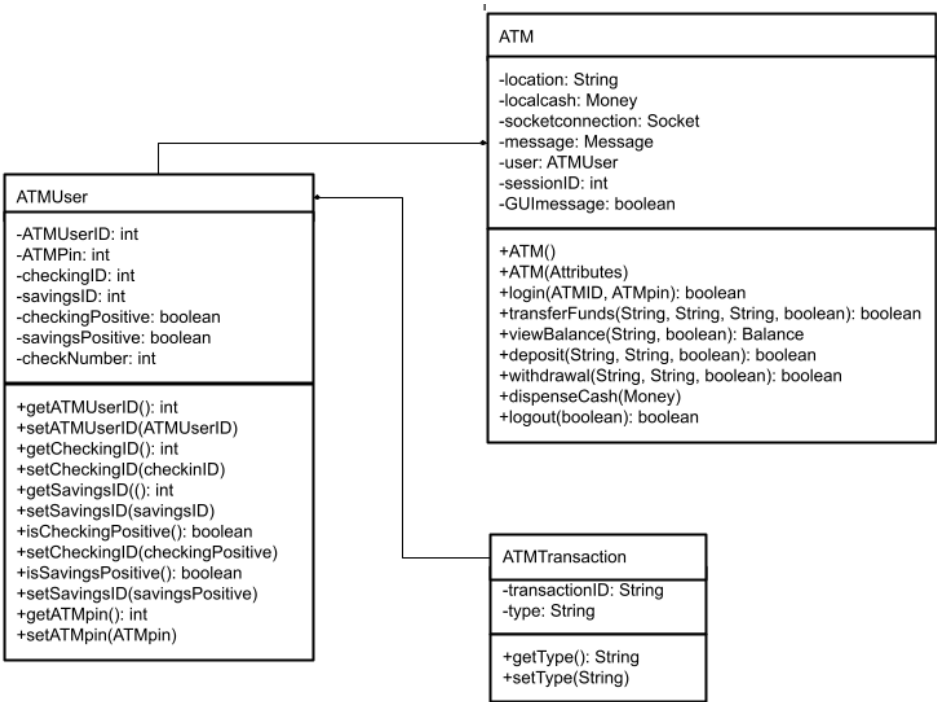 ATM
-location: String
-localcash: Money
-socketconnection: Socket
-message: Message
-user: ATMUser
-sessionID: int
-GUImessage: boolean
+ATM()
+ATM(Attributes)
+login(ATMID, ATMpin): boolean
+transferFunds(String, String, String, boolean): boolean
+viewBalance(String, boolean): Balance
+deposit(String, String, boolean): boolean
+withdrawal(String, String, boolean): boolean
+dispenseCash(Money)
+logout(boolean): boolean
ATMUser
-ATMUserID: int
-ATMPin: int
-checkingID: int
-savingsID: int
-checkingPositive: boolean
-savingsPositive: boolean
-checkNumber: int
+getATMUserID(): int
+setATMUserID(ATMUserID)
+getCheckingID(): int
+setCheckingID(checkinID)
+getSavingsID((): int
+setSavingsID(savingsID)
+isCheckingPositive(): boolean
+setCheckingID(checkingPositive)
+isSavingsPositive(): boolean
+setSavingsID(savingsPositive)
+getATMpin(): int
+setATMpin(ATMpin)
ATMTransaction
-transactionID: String
-type: String
+getType(): String
+setType(String)